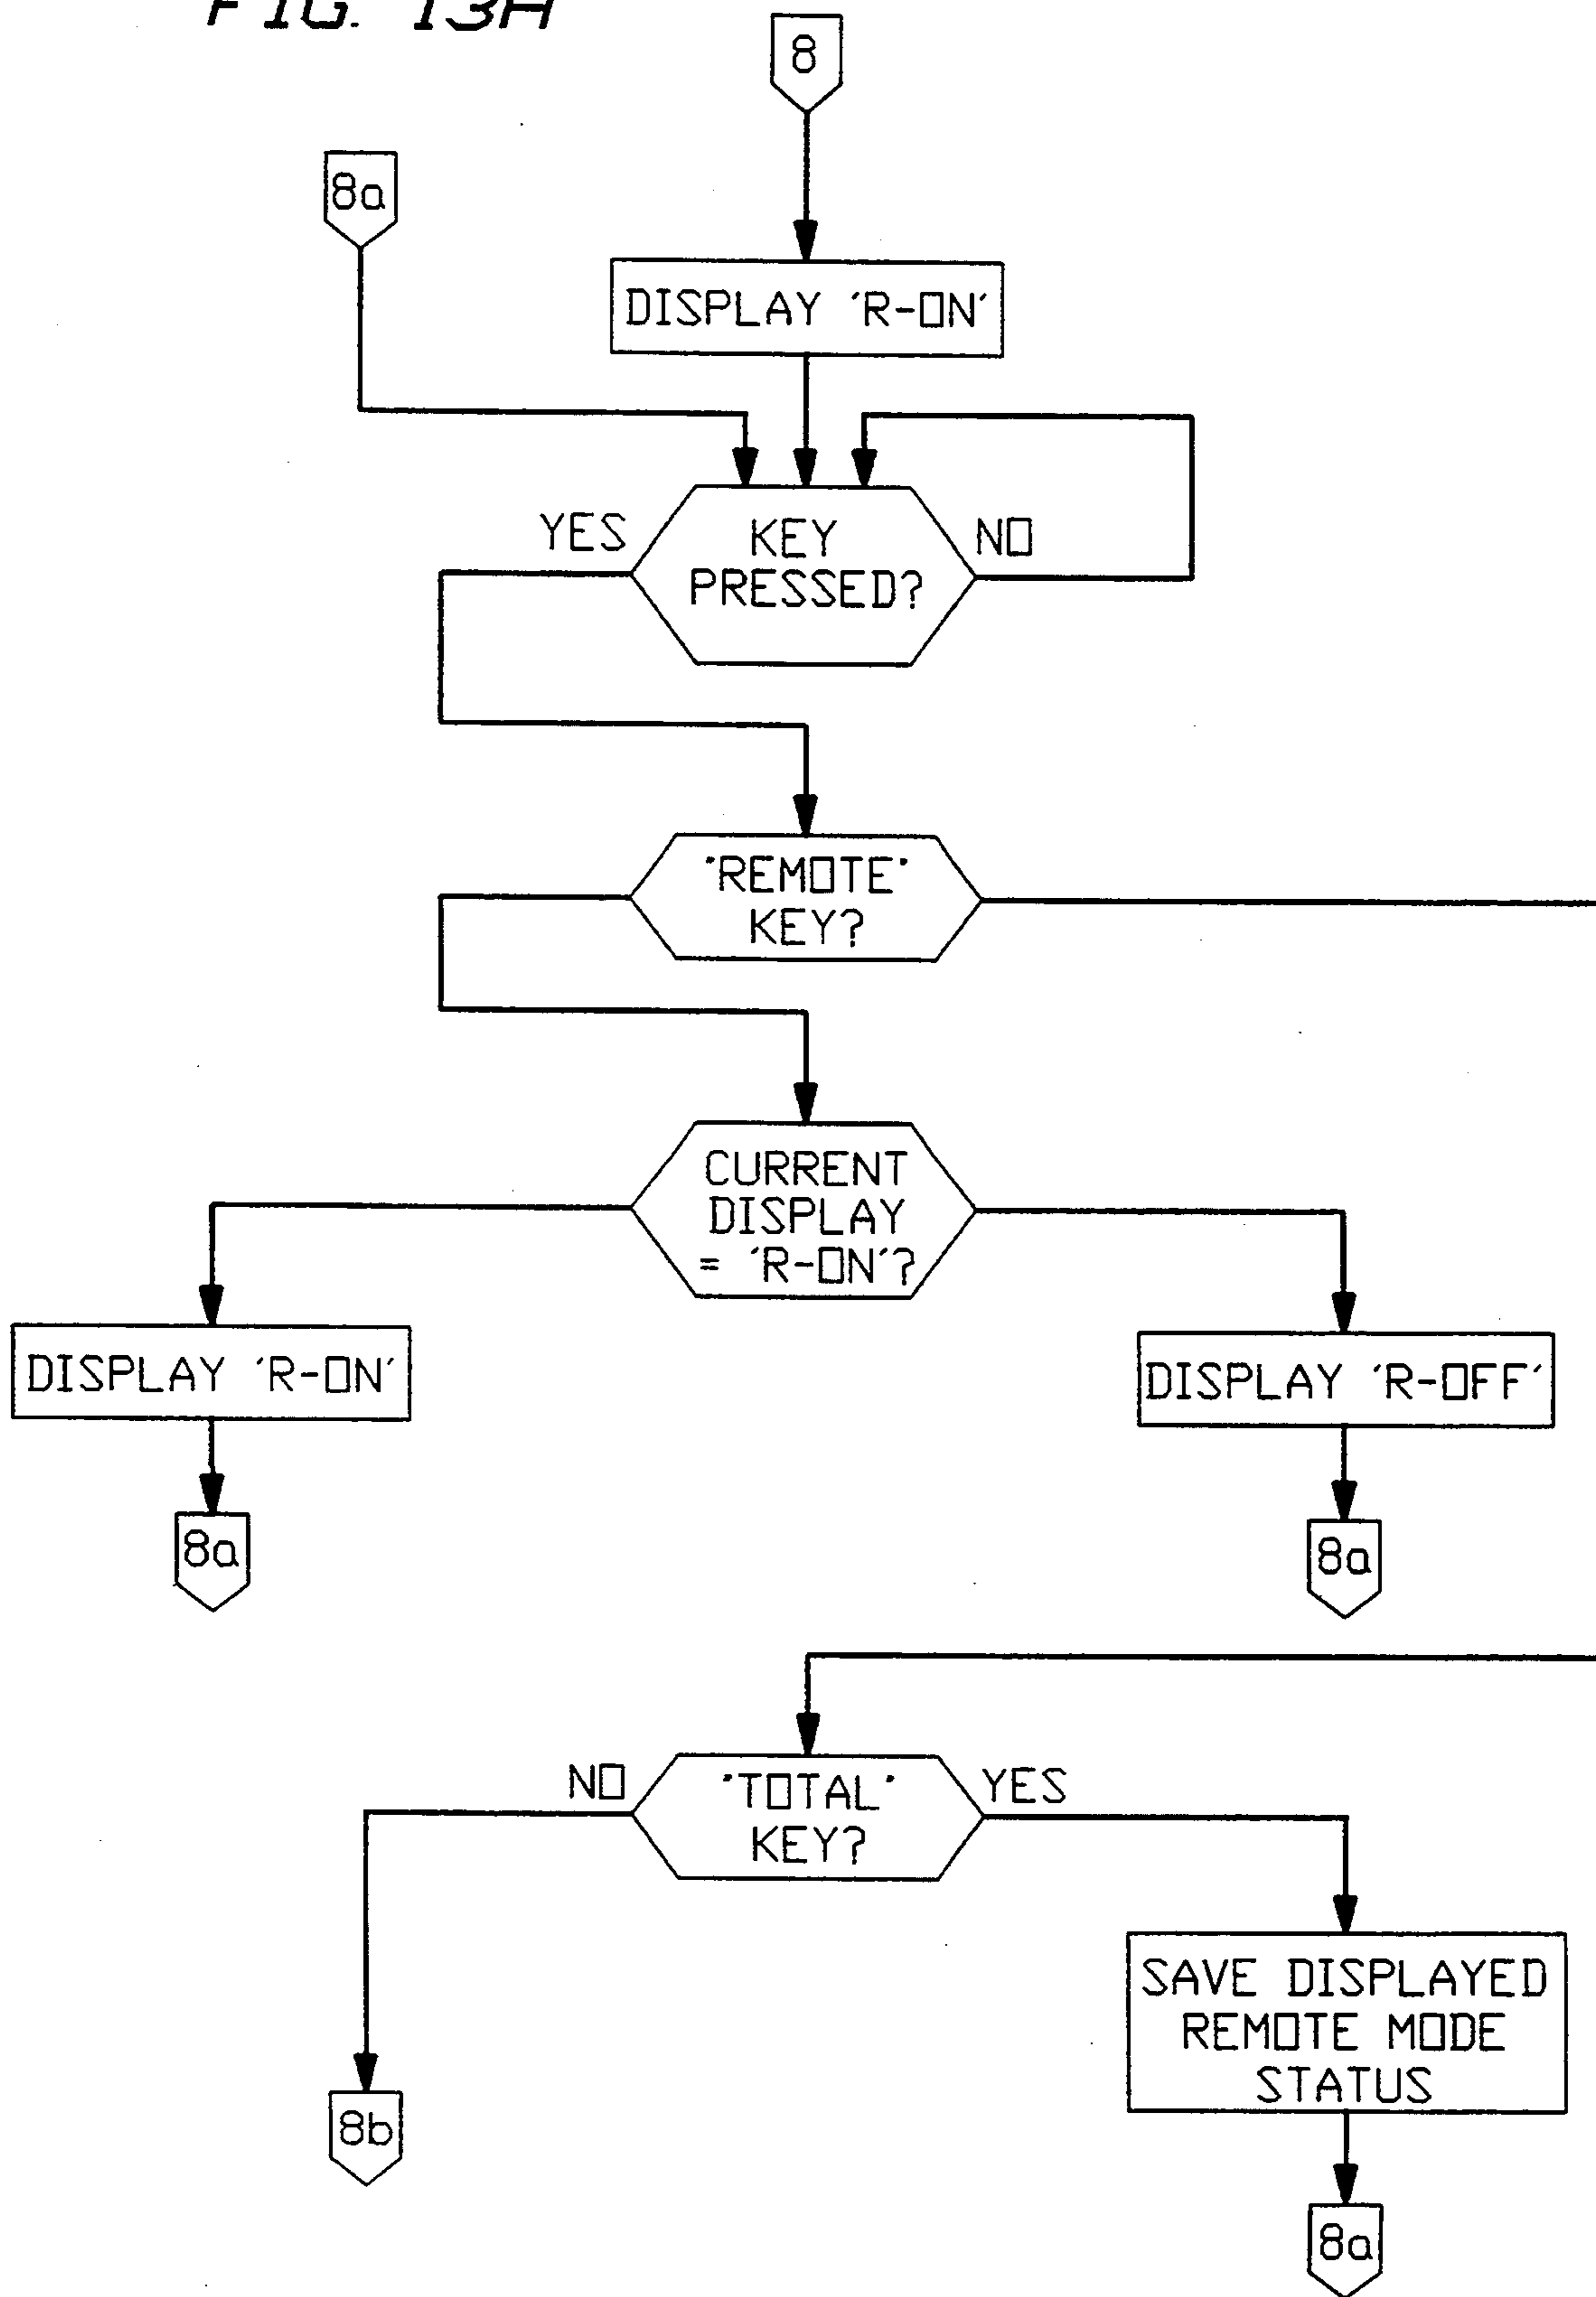 FIG. 13A
8
8a
DISPLAY 'R-ON'
YES
KEY
PRESSED?
NO
'REMOTE'
KEY?
CURRENT
DISPLAY
= 'R-ON'?
DISPLAY 'R-ON'
DISPLAY 'R-OFF'
8a
8a
NO
'TOTAL'
KEY?
YES
SAVE DISPLAYED
REMOTE MODE
STATUS
8b
8a